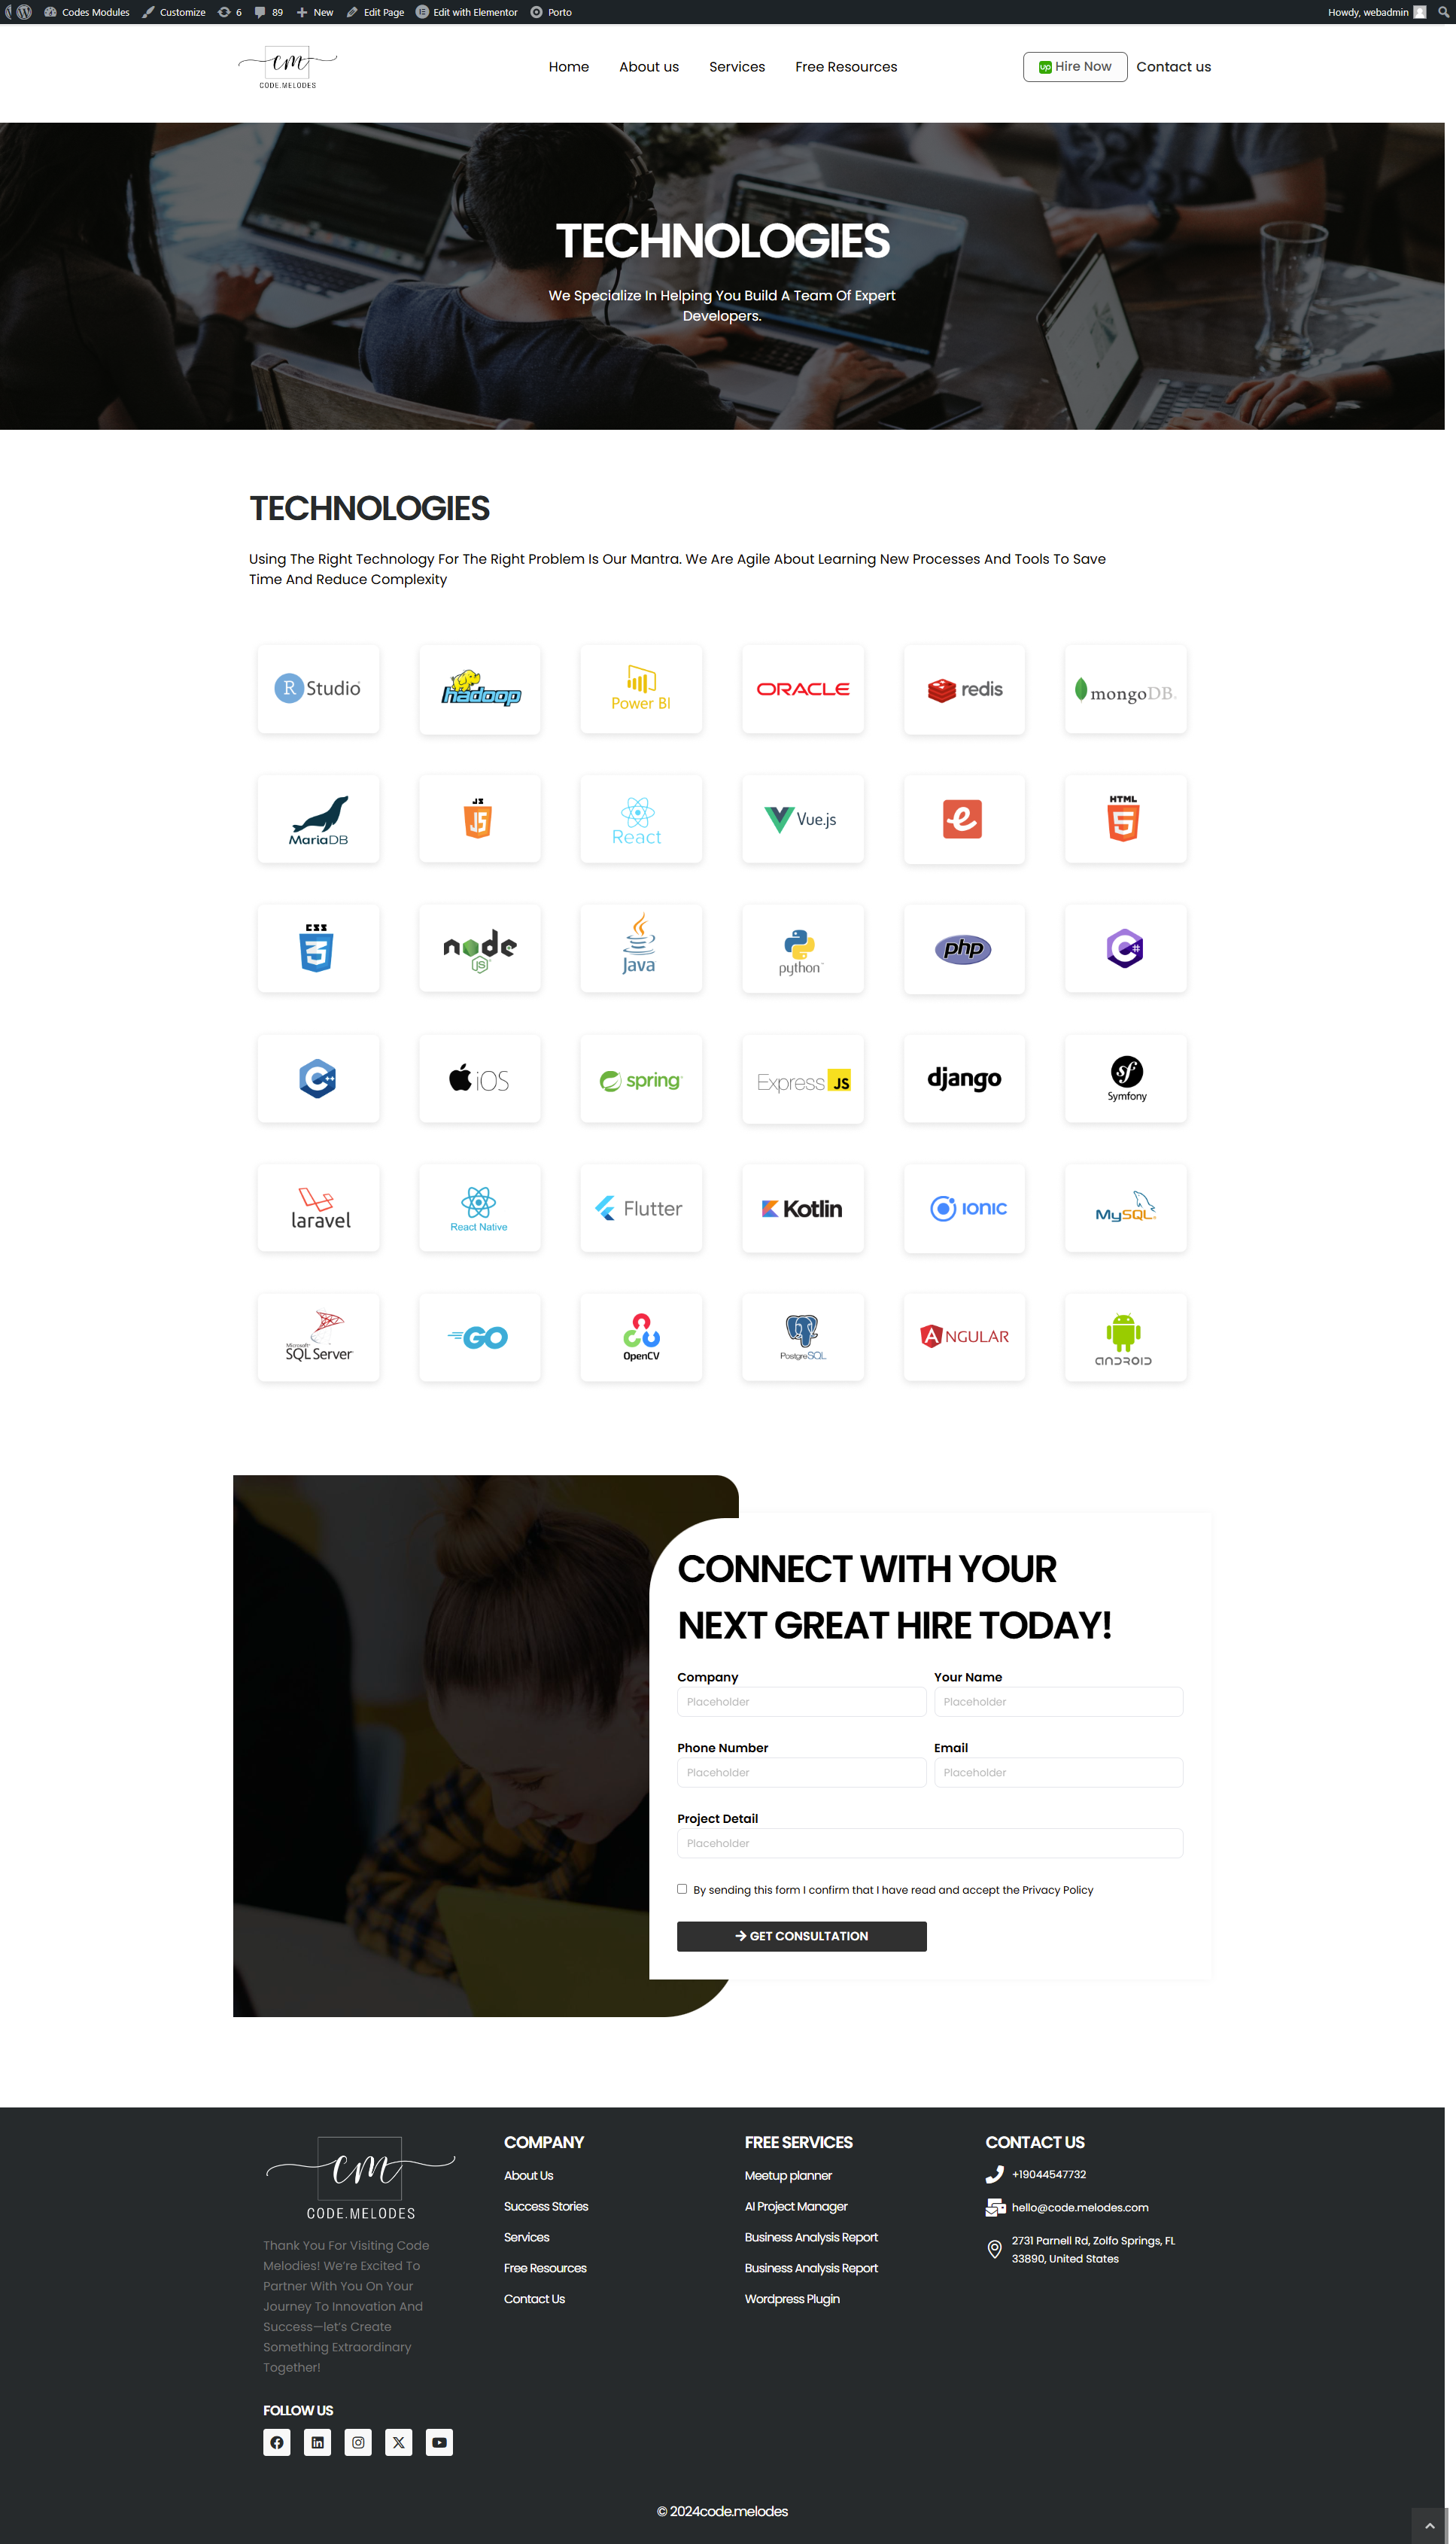 Codes Modules Customize 6 89 New Edit Page Edit with Elementor Porto Howdy, webadmin
cm
CODE.MELODES
Home About us Services Free Resources
up Hire Now Contact us
TECHNOLOGIES
We Specialize In Helping You Build A Team Of Expert
Developers.
TECHNOLOGIES
Using The Right Technology For The Right Problem Is Our Mantra. We Are Agile About Learning New Processes And Tools To Save
Time And Reduce Complexity
R Studio
hadoop
Power BI
ORACLE
redis
mongoDB.
MariaDB
JS
JS
React
Vue.js
e
HTML
5
CSS
3
node
JS
Java
python
php
C#
C++
iOS
spring
Express JS
django
sf
Symfony
laravel
React Native
Flutter
Kotlin
IONIC
MySQL
Microsoft
SQL Server
GO
OpenCV
PostgreSQL
ANGULAR
ANDROID
CONNECT WITH YOUR
NEXT GREAT HIRE TODAY!
Company Your Name
Placeholder Placeholder
Phone Number Email
Placeholder Placeholder
Project Detail
Placeholder
By sending this form I confirm that I have read and accept the Privacy Policy
GET CONSULTATION
cm
CODE.MELODES
Thank You For Visiting Code
Melodies! We're Excited To
Partner With You On Your
Journey To Innovation And
Success—let's Create
Something Extraordinary
Together!
FOLLOW US
COMPANY
About Us
Success Stories
Services
Free Resources
Contact Us
FREE SERVICES
Meetup planner
AI Project Manager
Business Analysis Report
Business Analysis Report
Wordpress Plugin
CONTACT US
+19044547732
hello@code.melodes.com
2731 Parnell Rd, Zolfo Springs, FL
33890, United States
© 2024code.melodes